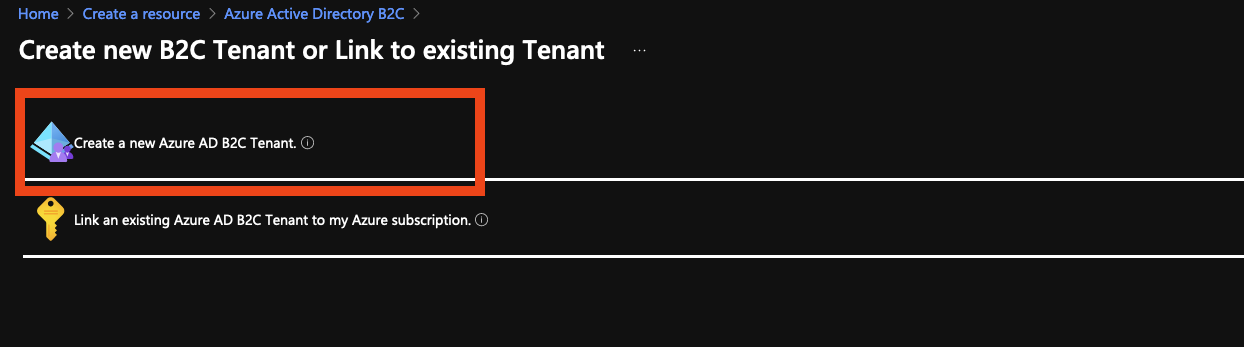 Home > Create a resource > Azure Active Directory B2C >
Create new B2C Tenant or Link to existing Tenant ...
Create a new Azure AD B2C Tenant.
Link an existing Azure AD B2C Tenant to my Azure subscription.